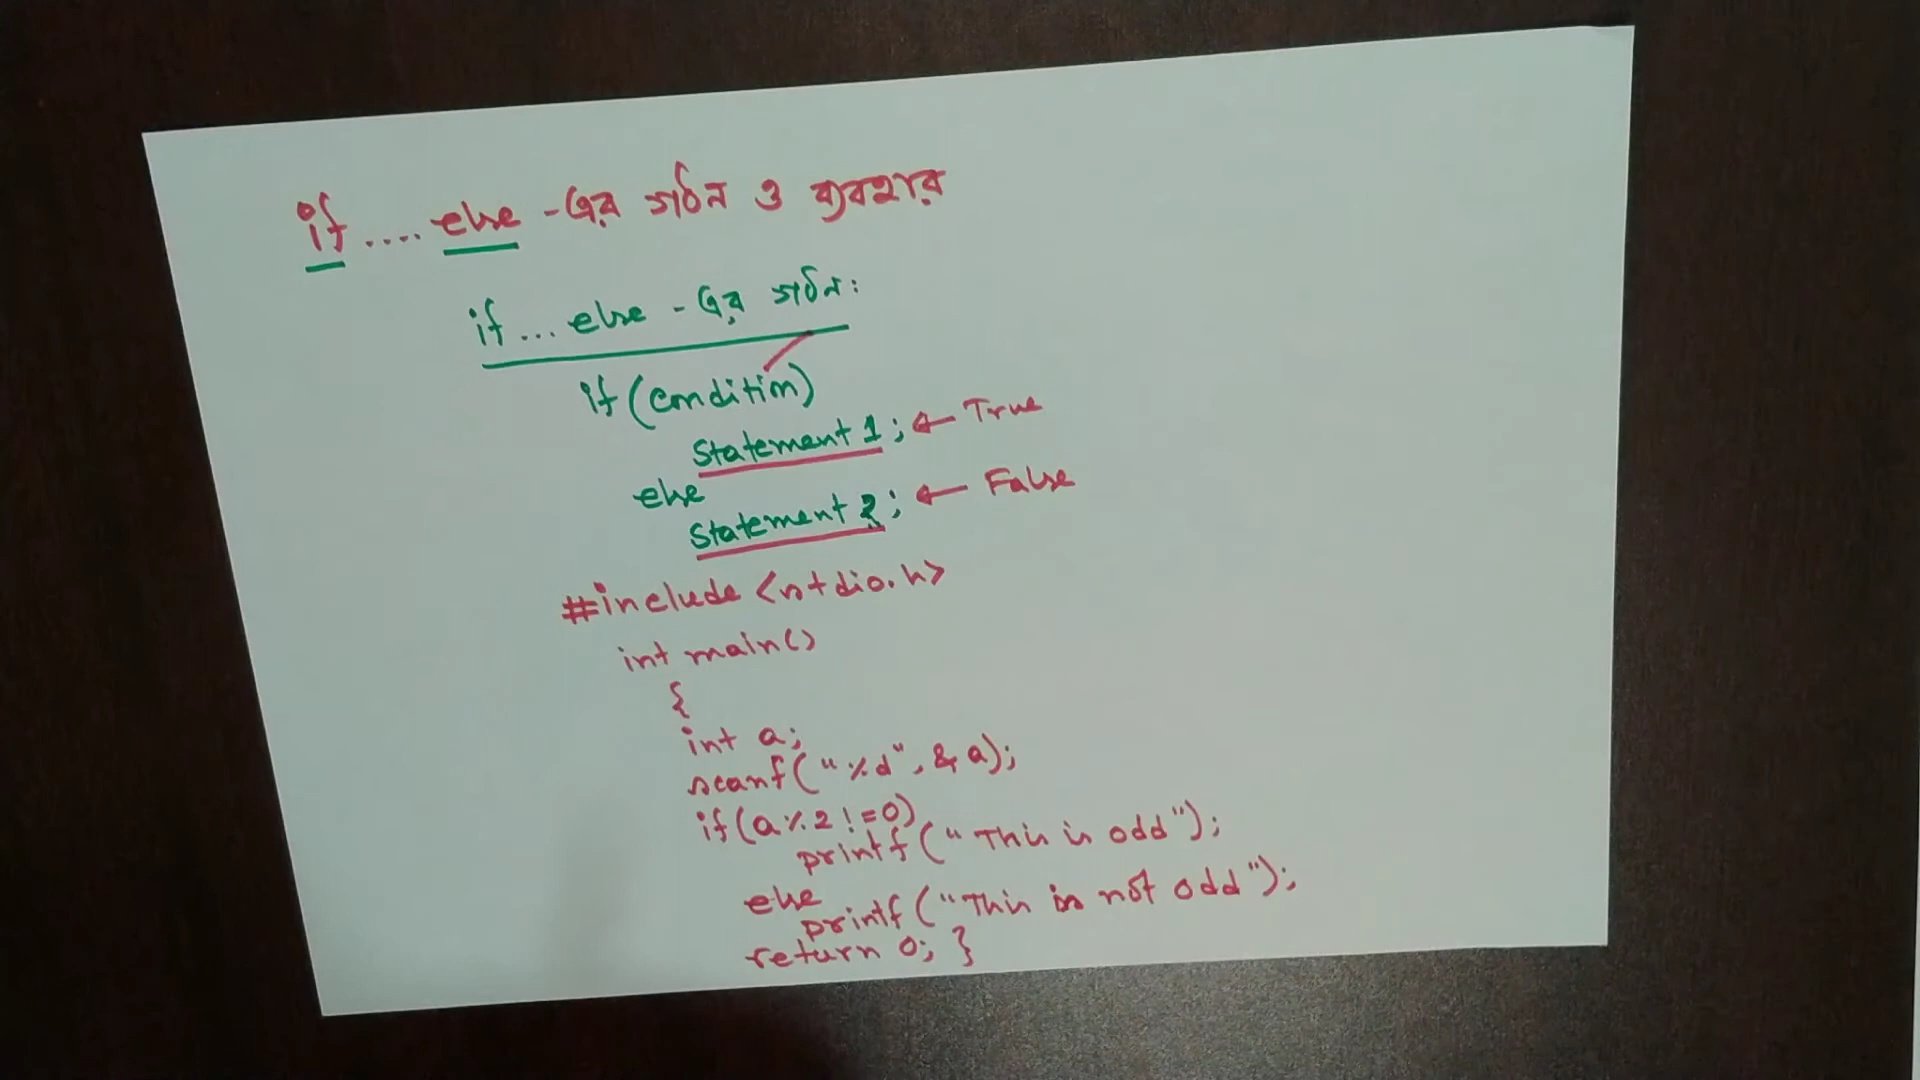 if .... else -এর গঠন ও ব্যবহার
if ... else - এর গঠন:
if (condition)
Statement 1; ← True
else
Statement 2; ← False
#include <stdio.h>
int main()
{
int a;
scanf("%d", &a);
if(a%2!=0)
printf("This is odd");
else
printf("This is not odd");
return 0; }